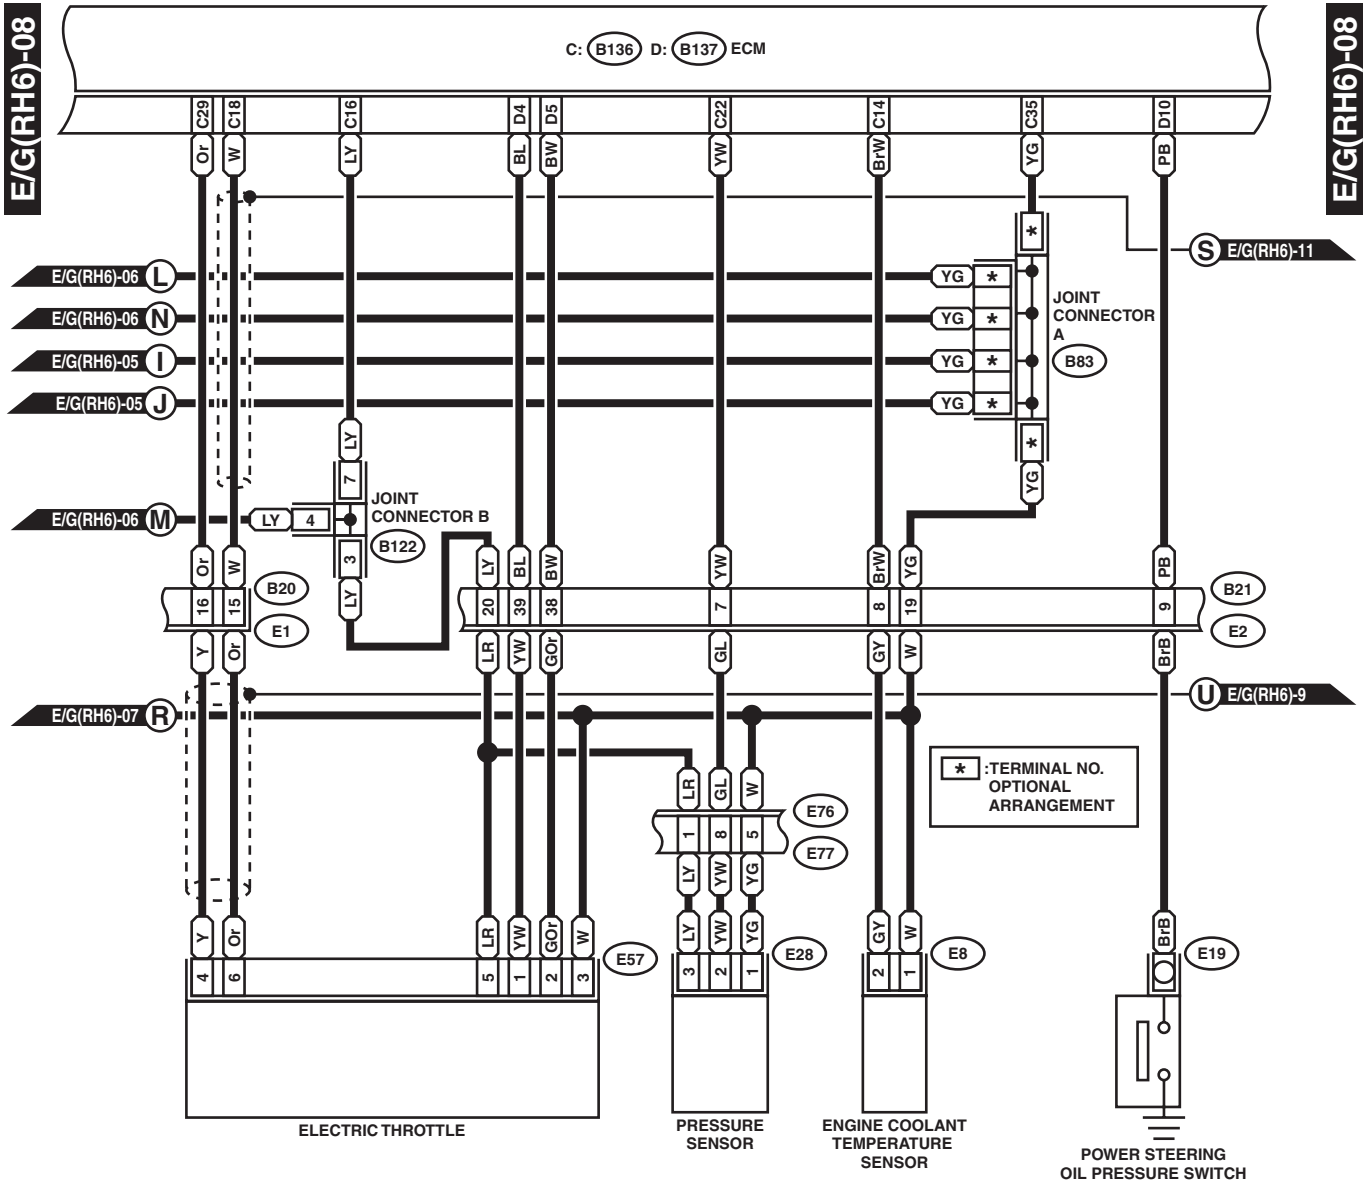 E/G(RH6)-08
E/G(RH6)-08
C: B136 D: B137 ECM
C29 C18 C16 D4 D5 C22 C14 C35 D10
Or W LY BL BW YW BrW YG PB
*
S E/G(RH6)-11
E/G(RH6)-06 L YG *
E/G(RH6)-06 N YG *
E/G(RH6)-05 I YG *
E/G(RH6)-05 J YG *
JOINT
CONNECTOR
A
B83
LY
*
7
YG
JOINT
CONNECTOR B
E/G(RH6)-06 M LY 4
B122
3
LY
Or W LY BL BW YW BrW YG PB
B20
B21
16 15 20 39 38 7 8 19 9
E1
E2
Y Or LR YW GOr GL GY W BrB
U E/G(RH6)-9
E/G(RH6)-07 R
* :TERMINAL NO.
OPTIONAL
ARRANGEMENT
LR GL W
E76
1 8 5
E77
LY YW YG
Y Or LR YW GOr W LY YW YG GY W BrB
E57 E28 E8 E19
4 6 5 1 2 3 3 2 1 2 1
ELECTRIC THROTTLE
PRESSURE
SENSOR
ENGINE COOLANT
TEMPERATURE
SENSOR
POWER STEERING
OIL PRESSURE SWITCH